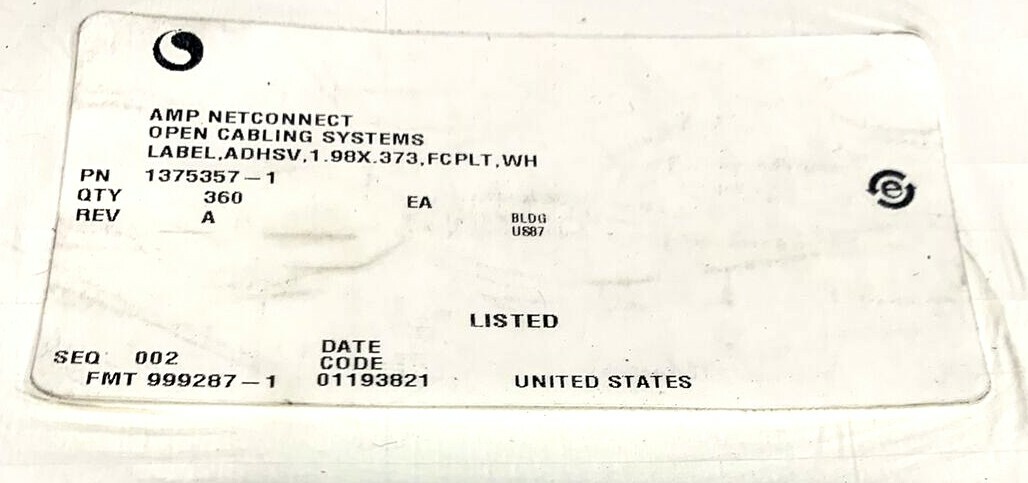 AMP NETCONNECT
OPEN CABLING SYSTEMS
LABEL,ADHSV,1.98X.373,FCPLT,WH
PN 1375357-1
QTY 360 EA
REV A
BLDG
US87
e
LISTED
SEQ 002
DATE
CODE
FMT 999287-1 01193821 UNITED STATES